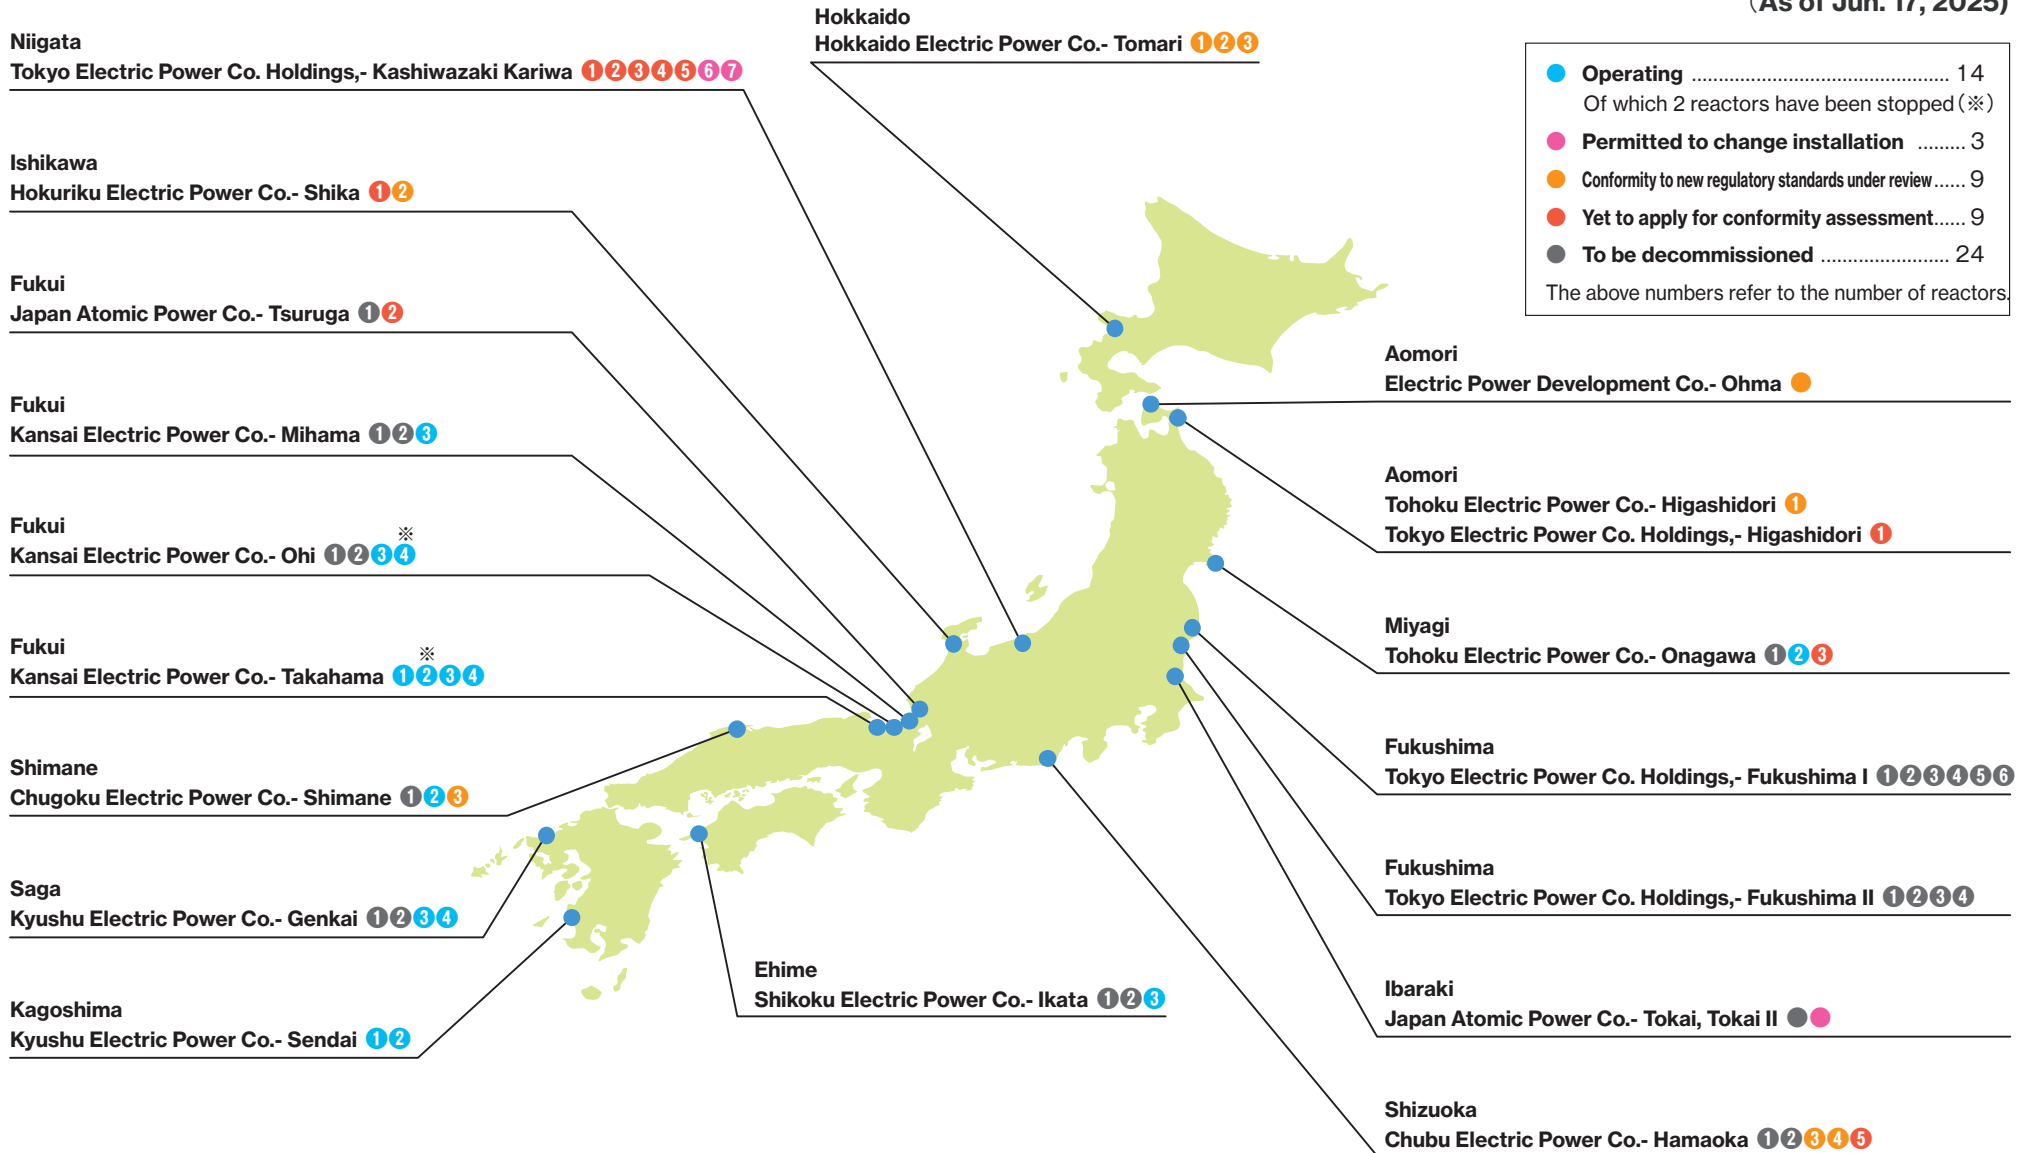 (As of Jun. 17, 2025)
Operating ............................................... 14
Of which 2 reactors have been stopped(※)
Permitted to change installation ......... 3
Conformity to new regulatory standards under review...... 9
Yet to apply for conformity assessment...... 9
To be decommissioned ........................ 24
The above numbers refer to the number of reactors.
Hokkaido
Hokkaido Electric Power Co.- Tomari 1 2 3
Niigata
Tokyo Electric Power Co. Holdings,- Kashiwazaki Kariwa 1 2 3 4 5 6 7
Ishikawa
Hokuriku Electric Power Co.- Shika 1 2
Fukui
Japan Atomic Power Co.- Tsuruga 1 2
Fukui
Kansai Electric Power Co.- Mihama 1 2 3
Fukui
※
Kansai Electric Power Co.- Ohi 1 2 3 4
Fukui
※
Kansai Electric Power Co.- Takahama 1 2 3 4
Shimane
Chugoku Electric Power Co.- Shimane 1 2 3
Saga
Kyushu Electric Power Co.- Genkai 1 2 3 4
Kagoshima
Kyushu Electric Power Co.- Sendai 1 2
Ehime
Shikoku Electric Power Co.- Ikata 1 2 3
Aomori
Electric Power Development Co.- Ohma
Aomori
Tohoku Electric Power Co.- Higashidori 1
Tokyo Electric Power Co. Holdings,- Higashidori 1
Miyagi
Tohoku Electric Power Co.- Onagawa 1 2 3
Fukushima
Tokyo Electric Power Co. Holdings,- Fukushima I 1 2 3 4 5 6
Fukushima
Tokyo Electric Power Co. Holdings,- Fukushima II 1 2 3 4
Ibaraki
Japan Atomic Power Co.- Tokai, Tokai II
Shizuoka
Chubu Electric Power Co.- Hamaoka 1 2 3 4 5